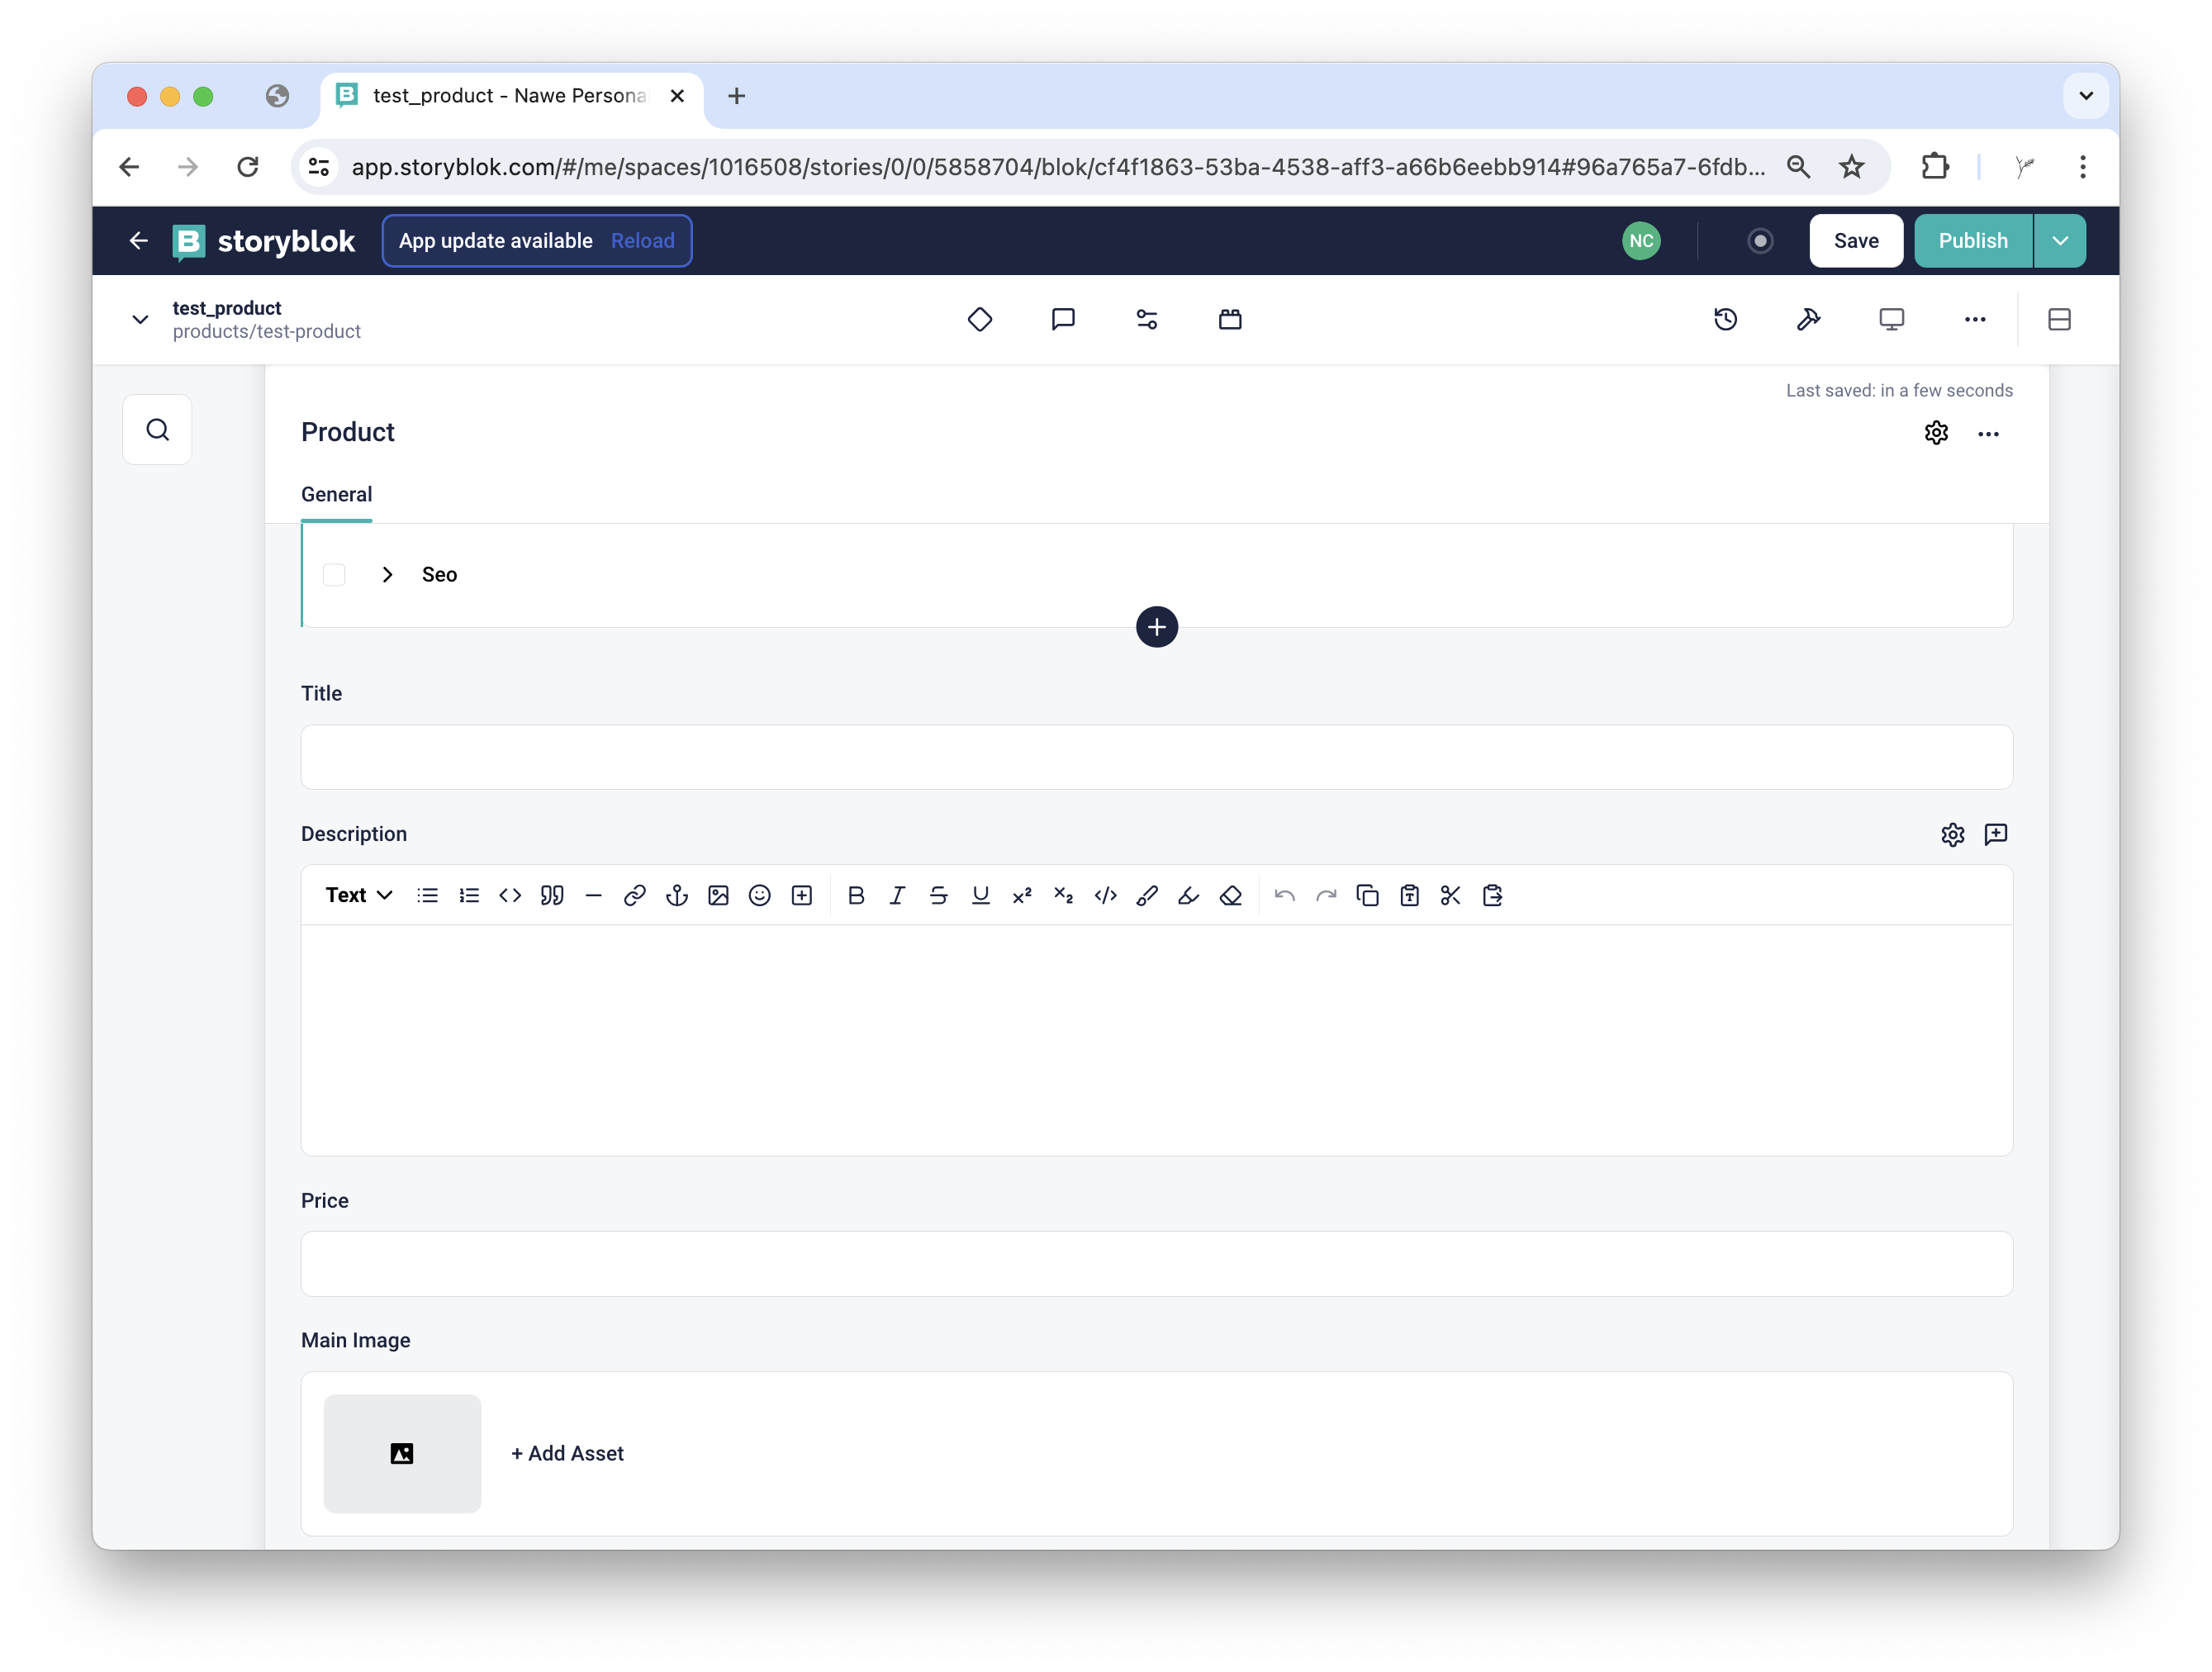 test_product - Nawe Persona
app.storyblok.com/#/me/spaces/1016508/stories/0/0/5858704/blok/cf4f1863-53ba-4538-aff3-a66b6eebb914#96a765a7-6fdb...
B storyblok App update available Reload NC Save Publish
test_product
products/test-product
Last saved: in a few seconds
Product
General
Seo
Title
Description
Text
Price
Main Image
+ Add Asset